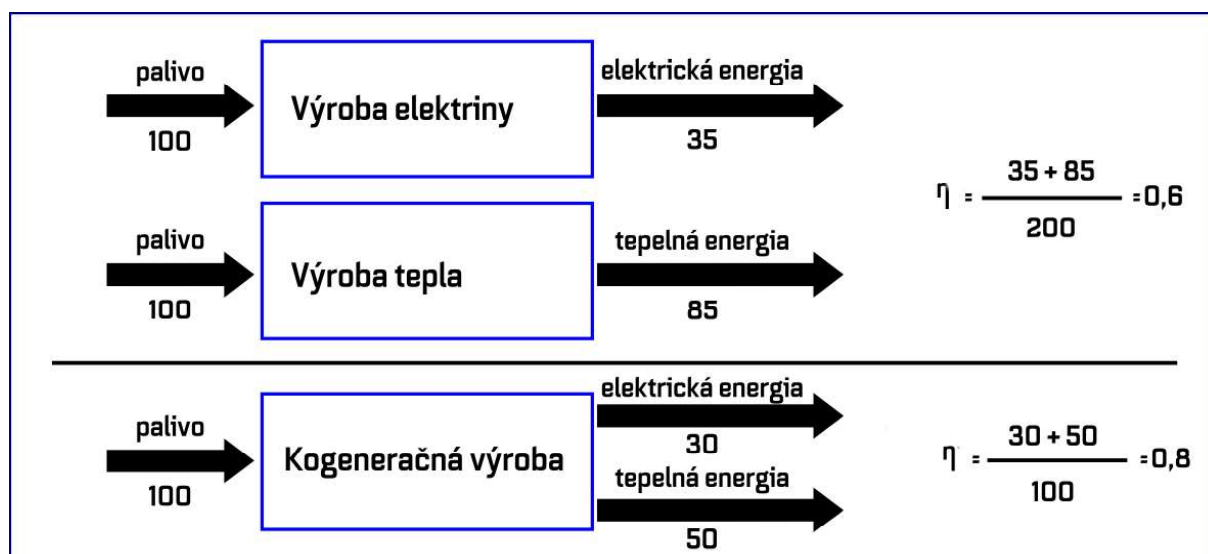 palivo
100
Výroba elektriny
elektrická energia
35
palivo
100
Výroba tepla
tepelná energia
85
η = 35 + 85 / 200 = 0,6
palivo
100
Kogeneračná výroba
elektrická energia
30
tepelná energia
50
η = 30 + 50 / 100 = 0,8